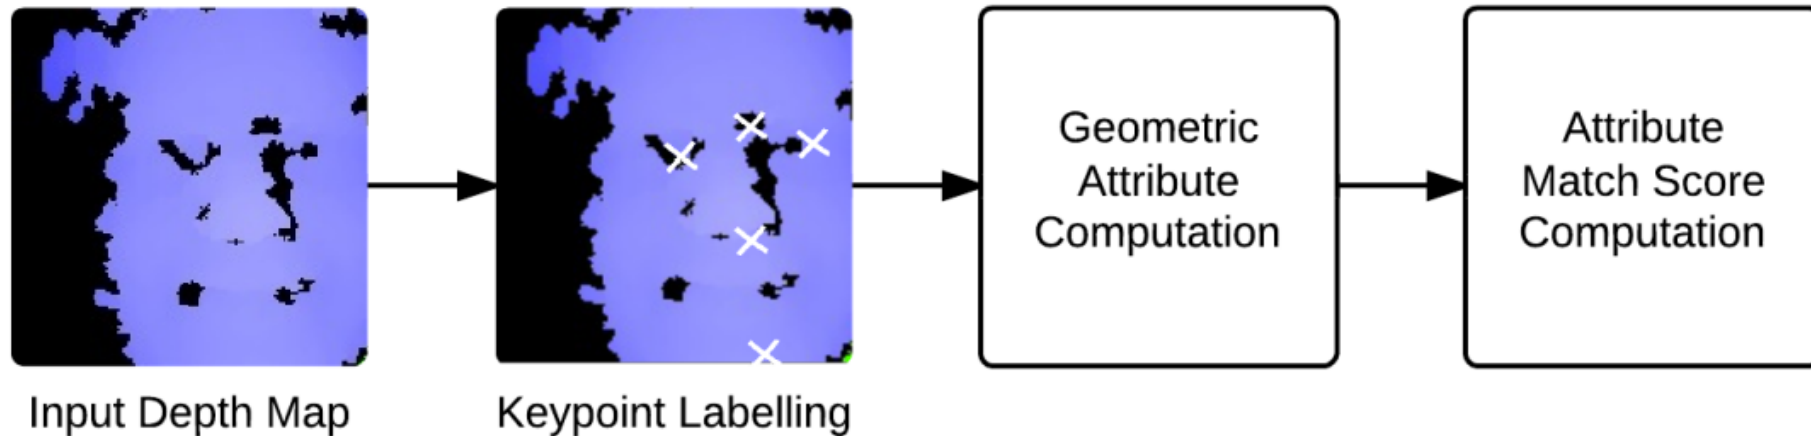 Geometric
Attribute
Computation
Attribute
Match Score
Computation
Input Depth Map
Keypoint Labelling